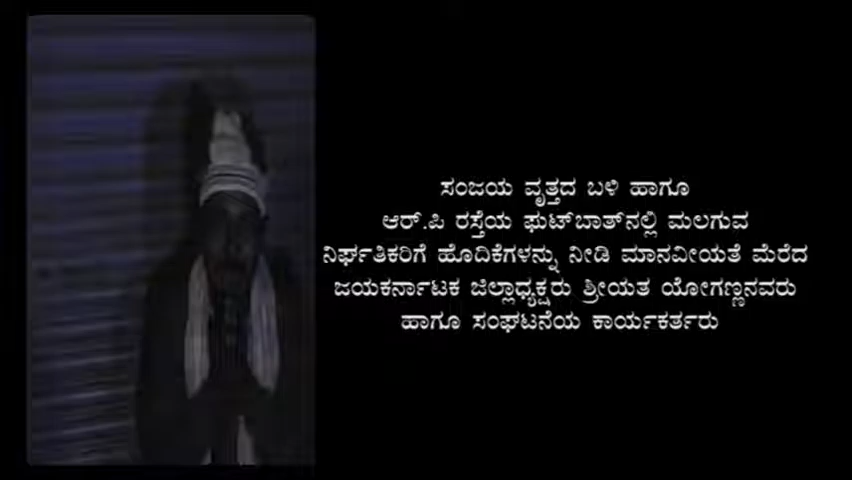 ಸಂಜಯ ವೃತ್ತದ ಬಳಿ ಹಾಗೂ
ಆರ್.ಪಿ ರಸ್ತೆಯ ಘುಟ್‌ಬಾತ್‌ನಲ್ಲಿ ಮಲಗುವ
ನಿರ್ಘತಿಕರಿಗೆ ಹೊದಿಕೆಗಳನ್ನು ನೀಡಿ ಮಾನವೀಯತೆ ಮೆರೆದ
ಜಯಕರ್ನಾಟಕ ಜಿಲ್ಲಾಧ್ಯಕ್ಷರು ಶ್ರೀಯತ ಯೋಗಣ್ಣನವರು
ಹಾಗೂ ಸಂಘಟನೆಯ ಕಾರ್ಯಕರ್ತರು